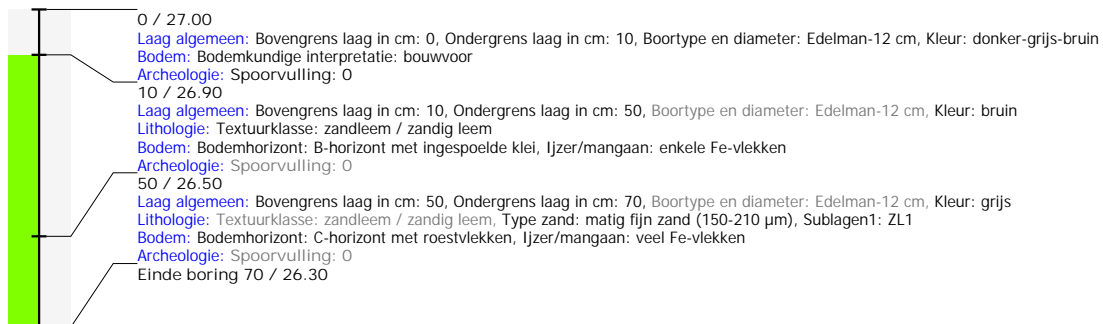 0 / 27.00
Laag algemeen: Bovengrens laag in cm: 0, Ondergrens laag in cm: 10, Boortype en diameter: Edelman-12 cm, Kleur: donker-grijs-bruin
Bodem: Bodemkundige interpretatie: bouwvoor
Archeologie: Spoorvulling: 0
10 / 26.90
Laag algemeen: Bovengrens laag in cm: 10, Ondergrens laag in cm: 50, Boortype en diameter: Edelman-12 cm, Kleur: bruin
Lithologie: Textuurklasse: zandleem / zandig leem
Bodem: Bodemhorizont: B-horizont met ingespoelde klei, Ijzer/mangaan: enkele Fe-vlekken
Archeologie: Spoorvulling: 0
50 / 26.50
Laag algemeen: Bovengrens laag in cm: 50, Ondergrens laag in cm: 70, Boortype en diameter: Edelman-12 cm, Kleur: grijs
Lithologie: Textuurklasse: zandleem / zandig leem, Type zand: matig fijn zand (150-210 µm), Sublagen1: ZL1
Bodem: Bodemhorizont: C-horizont met roestvlekken, Ijzer/mangaan: veel Fe-vlekken
Archeologie: Spoorvulling: 0
Einde boring 70 / 26.30